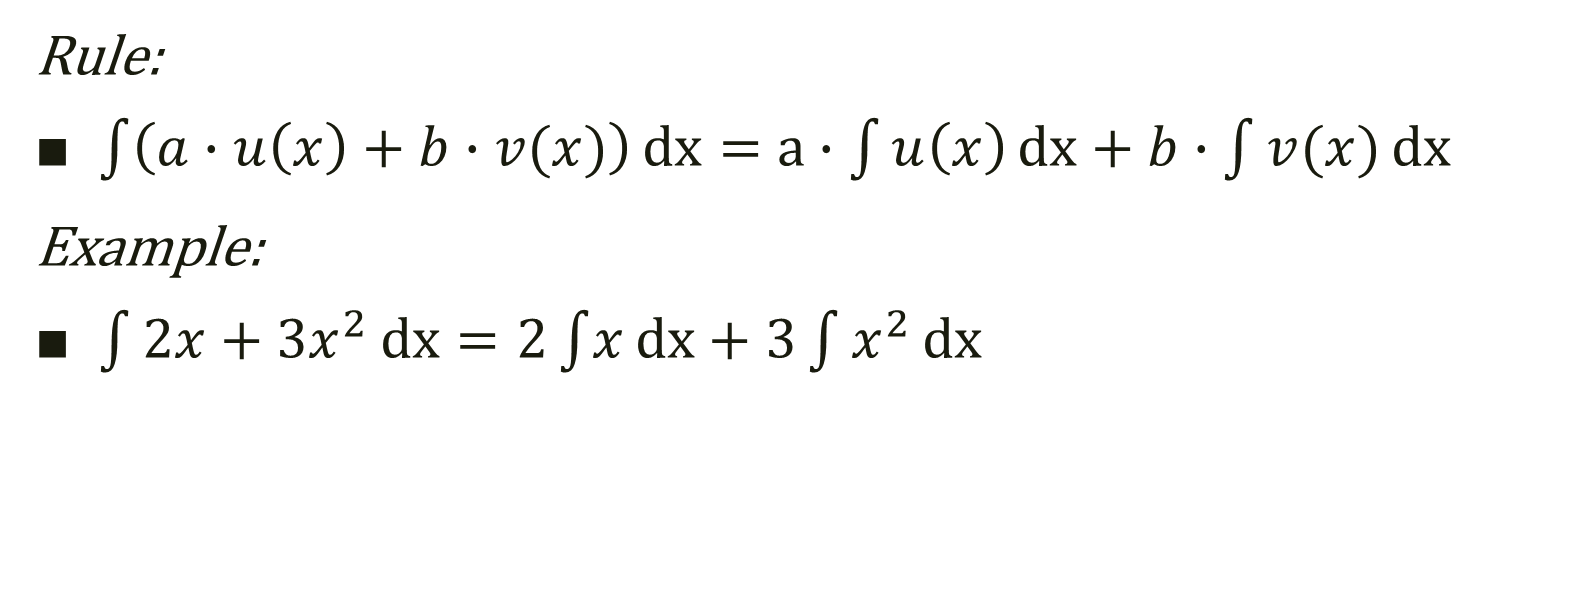 Rule:
▪ ∫(a · u(x) + b · v(x)) dx = a · ∫ u(x) dx + b · ∫ v(x) dx
Example:
▪ ∫ 2x + 3x² dx = 2 ∫ x dx + 3 ∫ x² dx